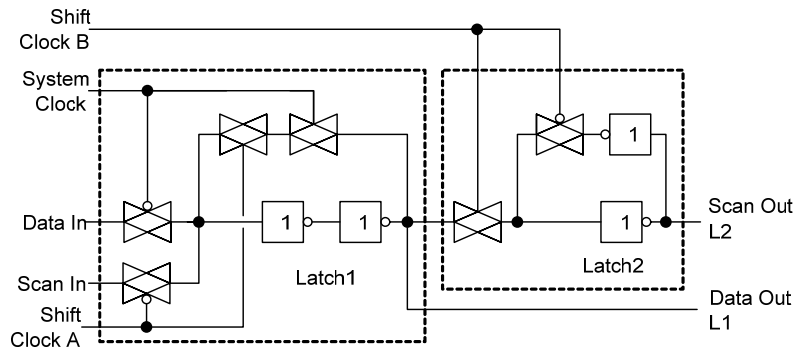 Shift
Clock B
System
Clock
1
Data In
1
1
1
Scan Out
L2
Latch1
Latch2
Scan In
Data Out
L1
Shift
Clock A